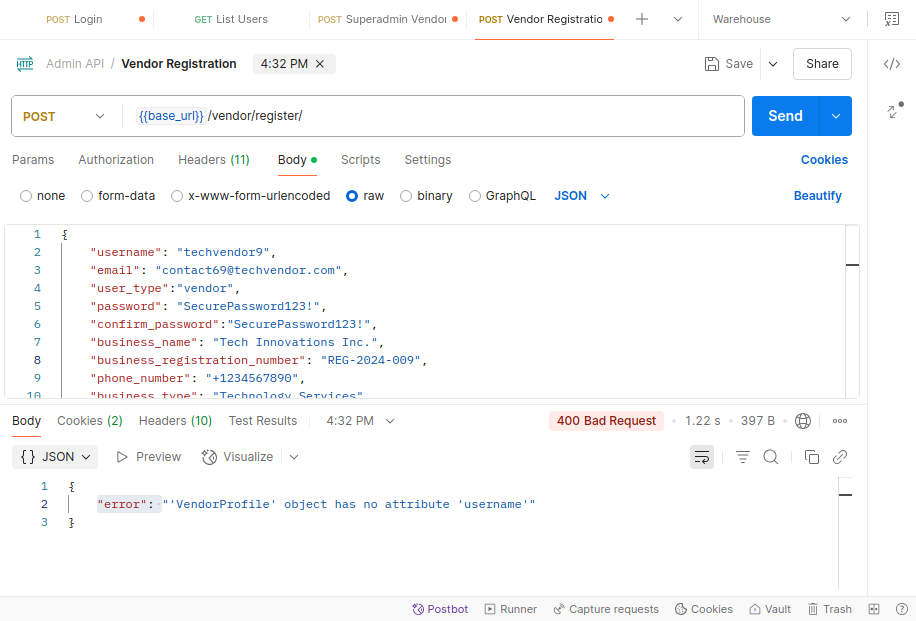 POST Login GET List Users POST Superadmin Vendor POST Vendor Registratio Warehouse
HTTP Admin API / Vendor Registration 4:32 PM Save Share
POST {{base_url}}/vendor/register/ Send
Params Authorization Headers (11) Body Scripts Settings Cookies
none form-data x-www-form-urlencoded raw binary GraphQL JSON Beautify
1 {
2 "username": "techvendor9",
3 "email": "contact69@techvendor.com",
4 "user_type":"vendor",
5 "password": "SecurePassword123!",
6 "confirm_password":"SecurePassword123!",
7 "business_name": "Tech Innovations Inc.",
8 "business_registration_number": "REG-2024-009",
9 "phone_number": "+1234567890",
10 "business_type": "Technology Services"
Body Cookies (2) Headers (10) Test Results 4:32 PM 400 Bad Request 1.22 s 397 B
{} JSON Preview Visualize
1 {
2 "error": "'VendorProfile' object has no attribute 'username'"
3 }
Postbot Runner Capture requests Cookies Vault Trash